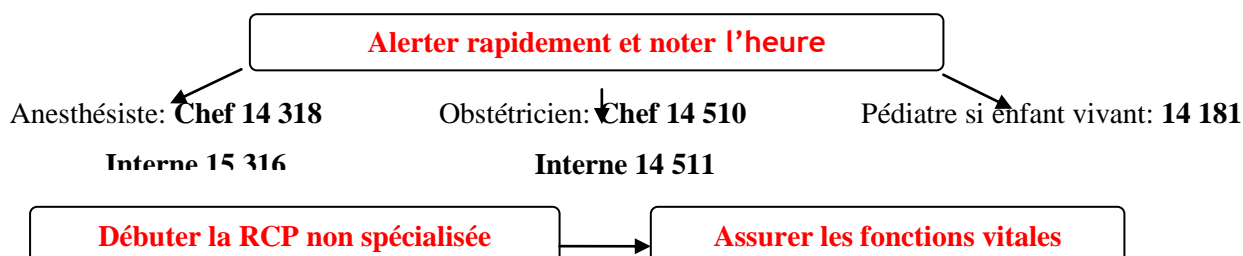 Alerter rapidement et noter l'heure
Anesthésiste: Chef 14 318 Obstétricien: Chef 14 510 Pédiatre si enfant vivant: 14 181
Interne 15 316 Interne 14 511
Débuter la RCP non spécialisée Assurer les fonctions vitales